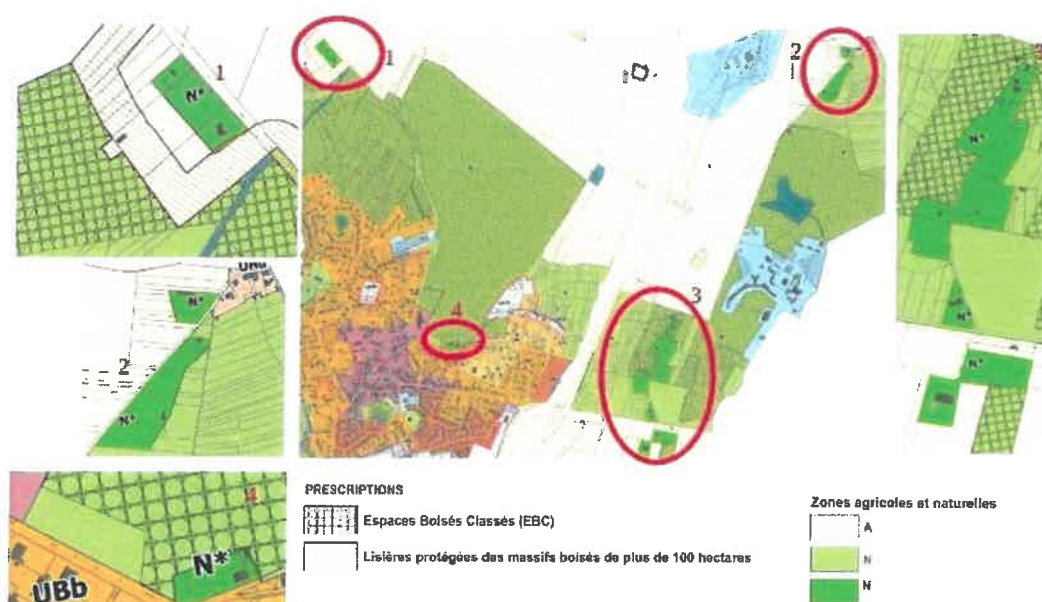 1
N*
1
2
3
4
N*
2
N*
N*
N*
4
N*
UBb
PRESCRIPTIONS
Espaces Boisés Classés (EBC)
Lisières protégées des massifs boisés de plus de 100 hectares
Zones agricoles et naturelles
A
N
N